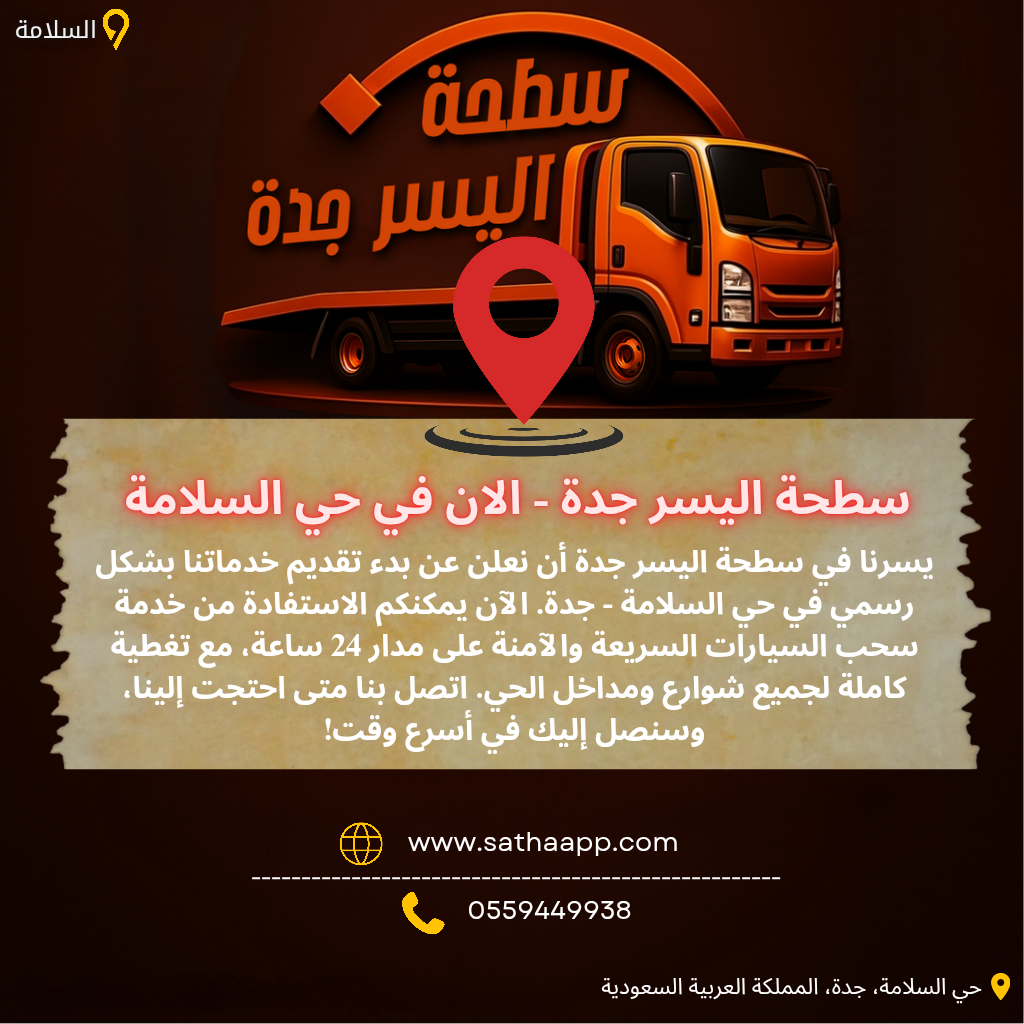 السلامة
سطحة
اليسر جدة
سطحة اليسر جدة - الان في حي السلامة
يسرنا في سطحة اليسر جدة أن نعلن عن بدء تقديم خدماتنا بشكل
رسمي في حي السلامة - جدة. الآن يمكنكم الاستفادة من خدمة
سحب السيارات السريعة والآمنة على مدار 24 ساعة، مع تغطية
كاملة لجميع شوارع ومداخل الحي. اتصل بنا متى احتجت إلينا،
وسنصل إليك في أسرع وقت!
www.sathaapp.com
0559449938
حي السلامة، جدة، المملكة العربية السعودية